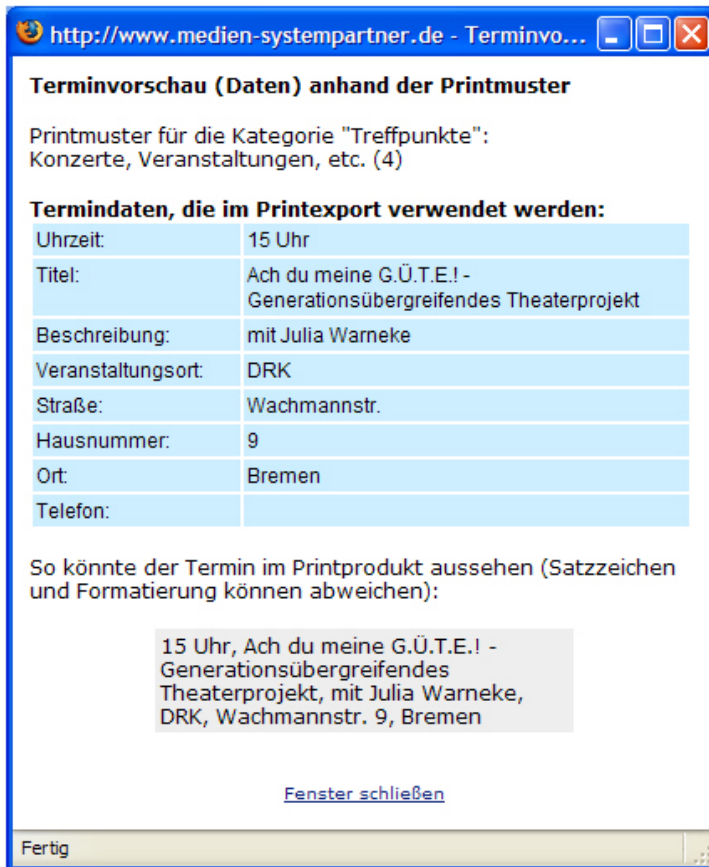 http://www.medien-systempartner.de - Terminvo...
Terminvorschau (Daten) anhand der Printmuster
Printmuster für die Kategorie "Treffpunkte":
Konzerte, Veranstaltungen, etc. (4)
Termindaten, die im Printexport verwendet werden:
Uhrzeit: 15 Uhr
Titel: Ach du meine G.Ü.T.E.! -
Generationsübergreifendes Theaterprojekt
Beschreibung: mit Julia Warneke
Veranstaltungsort: DRK
Straße: Wachmannstr.
Hausnummer: 9
Ort: Bremen
Telefon:
So könnte der Termin im Printprodukt aussehen (Satzzeichen
und Formatierung können abweichen):
15 Uhr, Ach du meine G.Ü.T.E.! -
Generationsübergreifendes
Theaterprojekt, mit Julia Warneke,
DRK, Wachmannstr. 9, Bremen
Fenster schließen
Fertig